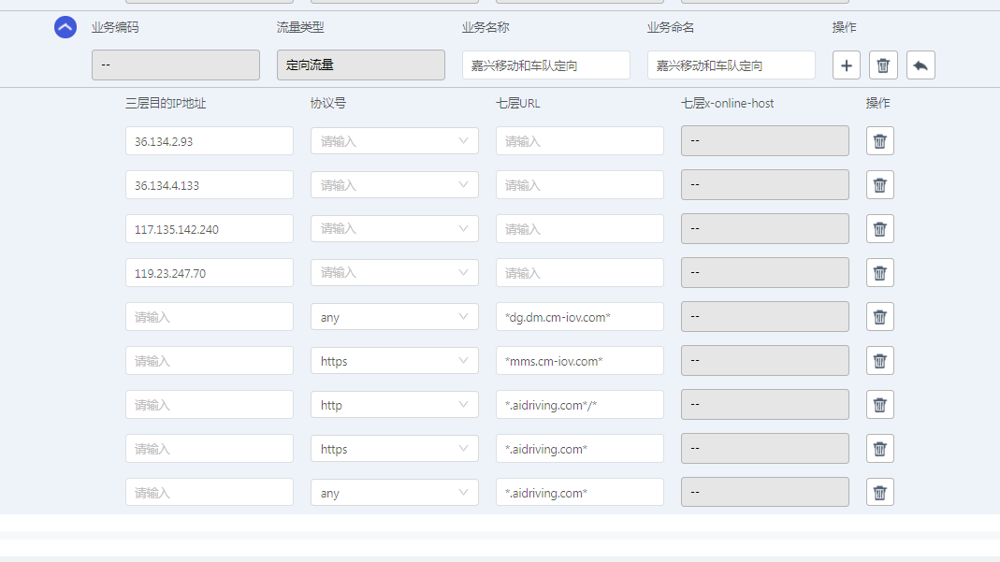 业务编码 流量类型 业务名称 业务命名 操作
-- 定向流量 嘉兴移动和车队定向 嘉兴移动和车队定向
三层目的IP地址 协议号 七层URL 七层x-online-host 操作
36.134.2.93 请输入 请输入 --
36.134.4.133 请输入 请输入 --
117.135.142.240 请输入 请输入 --
119.23.247.70 请输入 请输入 --
请输入 any *dg.dm.cm-iov.com* --
请输入 https *mms.cm-iov.com* --
请输入 http *.aidriving.com*/* --
请输入 https *.aidriving.com* --
请输入 any *.aidriving.com* --